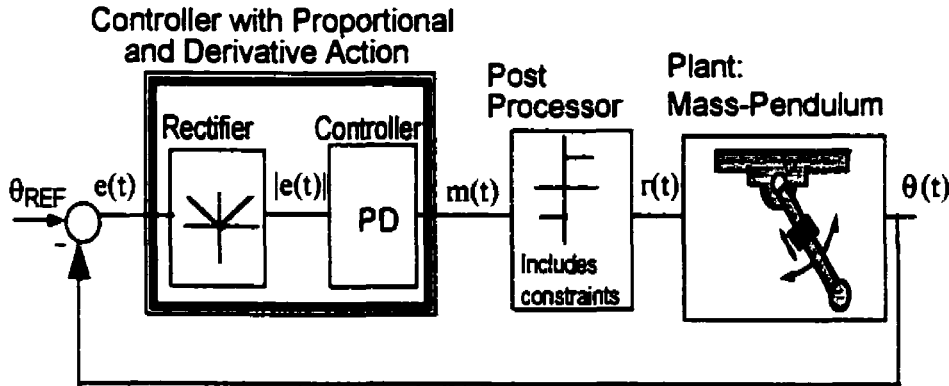 Controller with Proportional
and Derivative Action
Post
Processor
Plant:
Mass-Pendulum
Rectifier
Controller
θREF
e(t)
|e(t)|
PD
m(t)
r(t)
θ(t)
-
Includes
constraints